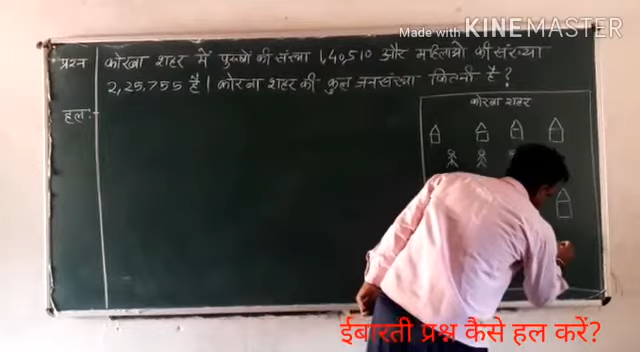 Made with KINEMASTER
प्रश्न कोरबा शहर में पुरुषों की संख्या 1,40,510 और महिलाओ की संख्या
2,25,755 है। कोरबा शहर की कुल जनसंख्या कितनी है ?
हल:-
कोरबा शहर
ईबारती प्रश्न कैसे हल करें?